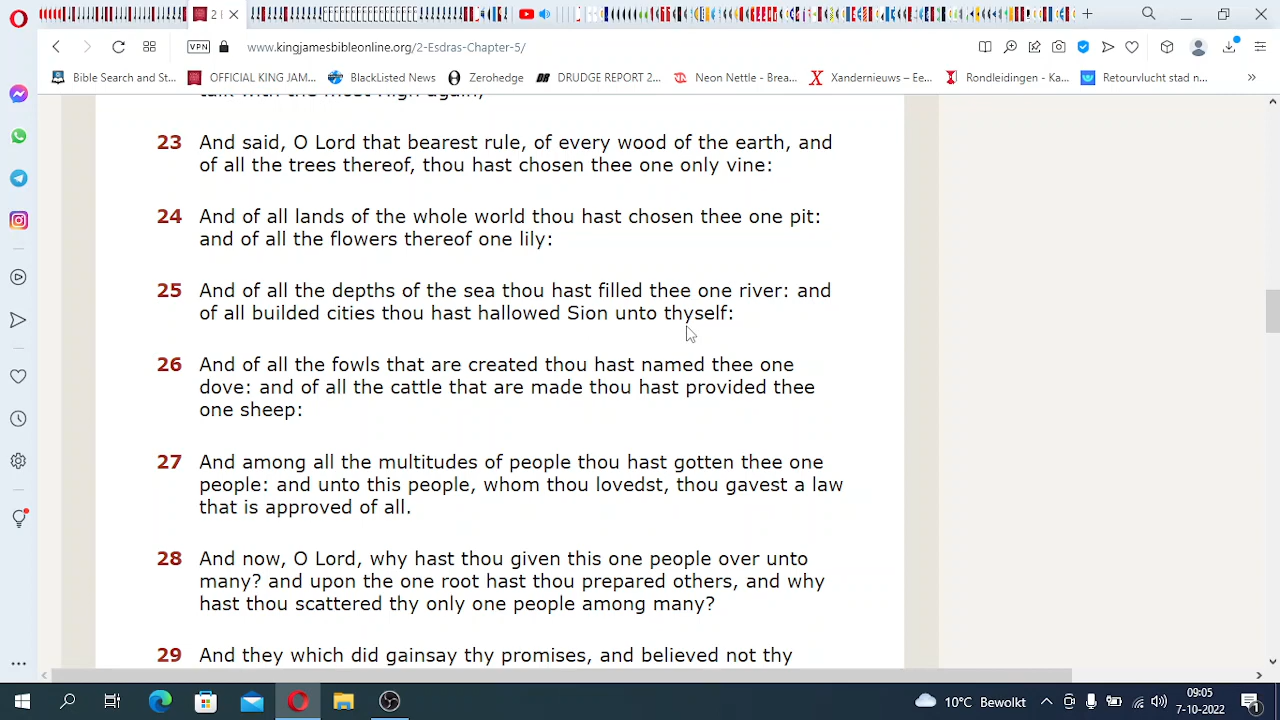 2
VPN
www.kingjamesbibleonline.org/2-Esdras-Chapter-5/
Bible Search and St... OFFICIAL KING JAM... BlackListed News Zerohedge DRUDGE REPORT 2... Neon Nettle - Brea... Xandernieuws – Ee... Rondleidingen - Ka... Retourvlucht stad n...
talk with the most High again,
23 And said, O Lord that bearest rule, of every wood of the earth, and
of all the trees thereof, thou hast chosen thee one only vine:
24 And of all lands of the whole world thou hast chosen thee one pit:
and of all the flowers thereof one lily:
25 And of all the depths of the sea thou hast filled thee one river: and
of all builded cities thou hast hallowed Sion unto thyself:
26 And of all the fowls that are created thou hast named thee one
dove: and of all the cattle that are made thou hast provided thee
one sheep:
27 And among all the multitudes of people thou hast gotten thee one
people: and unto this people, whom thou lovedst, thou gavest a law
that is approved of all.
28 And now, O Lord, why hast thou given this one people over unto
many? and upon the one root hast thou prepared others, and why
hast thou scattered thy only one people among many?
29 And they which did gainsay thy promises, and believed not thy
10°C Bewolkt
09:05
7-10-2022
1